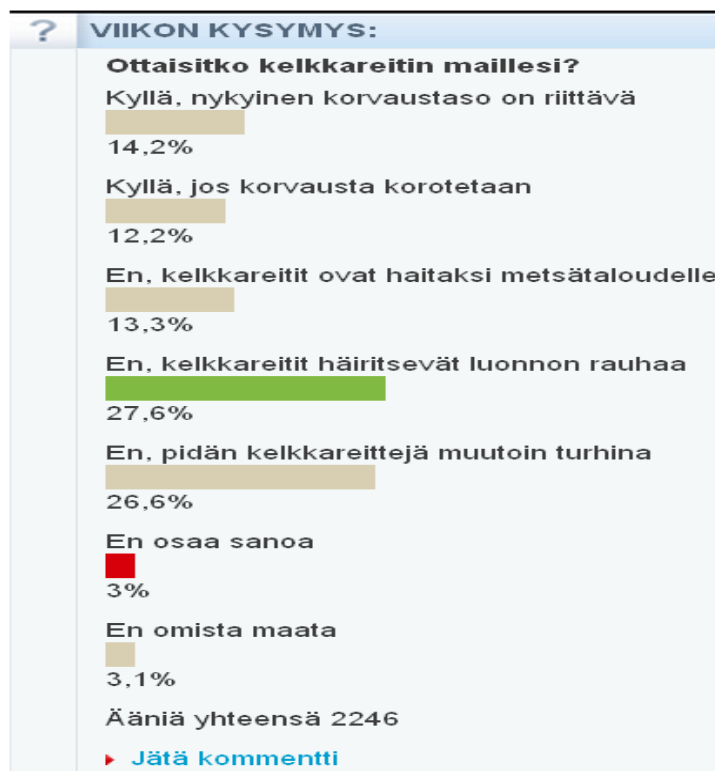 ? VIIKON KYSYMYS:
Ottaisitko kelkkareitin maillesi?
Kyllä, nykyinen korvaustaso on riittävä
14,2%
Kyllä, jos korvausta korotetaan
12,2%
En, kelkkareitit ovat haitaksi metsätaloudelle
13,3%
En, kelkkareitit häiritsevät luonnon rauhaa
27,6%
En, pidän kelkkareittejä muutoin turhina
26,6%
En osaa sanoa
3%
En omista maata
3,1%
Ääniä yhteensä 2246
Jätä kommentti